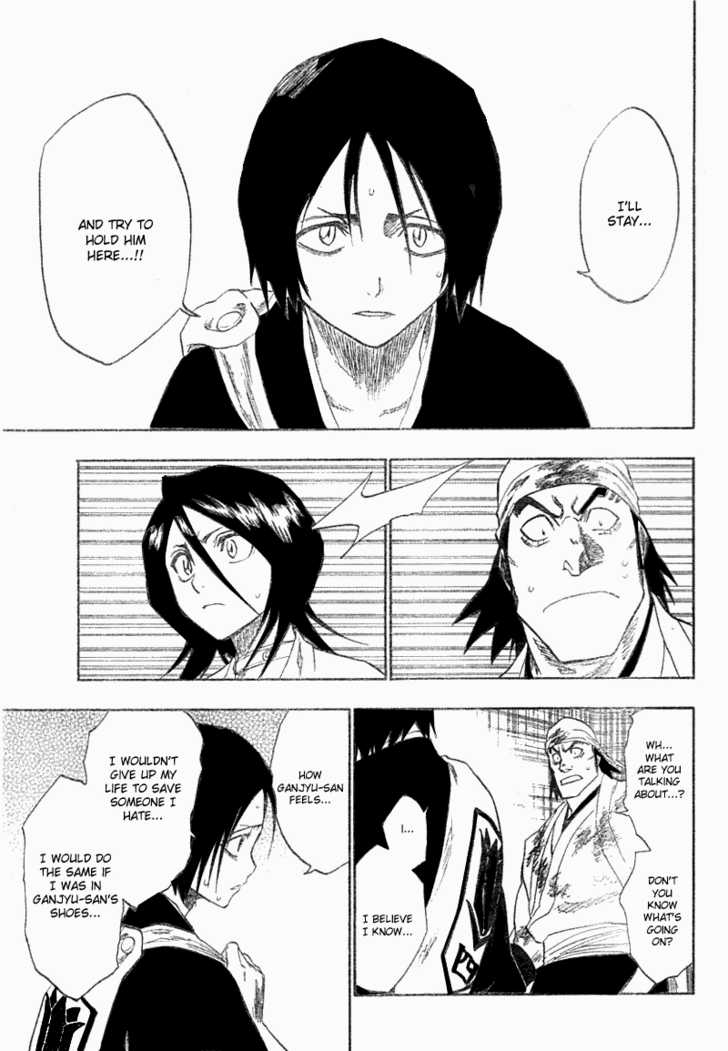 I'LL
STAY...
AND TRY TO
HOLD HIM
HERE...!!
WH...
WHAT
ARE YOU
TALKING
ABOUT...?
DON'T
YOU
KNOW
WHAT'S
GOING
ON?
I...
I BELIEVE
I KNOW...
HOW
GANJYU-SAN
FEELS...
I WOULDN'T
GIVE UP MY
LIFE TO SAVE
SOMEONE I
HATE...
I WOULD DO
THE SAME IF
I WAS IN
GANJYU-SAN'S
SHOES...